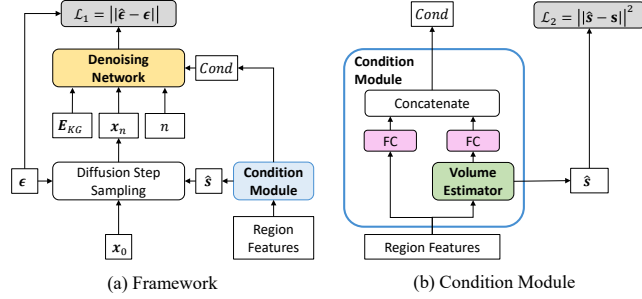 ℒ₁ = ||ε̂ − ε||
Denoising
Network
Cond
E_KG
x_n
n
ε
Diffusion Step
Sampling
ŝ
Condition
Module
Region
Features
x₀
(a) Framework
Cond
ℒ₂ = ||ŝ − s||²
Condition
Module
Concatenate
FC
FC
Volume
Estimator
ŝ
Region Features
(b) Condition Module